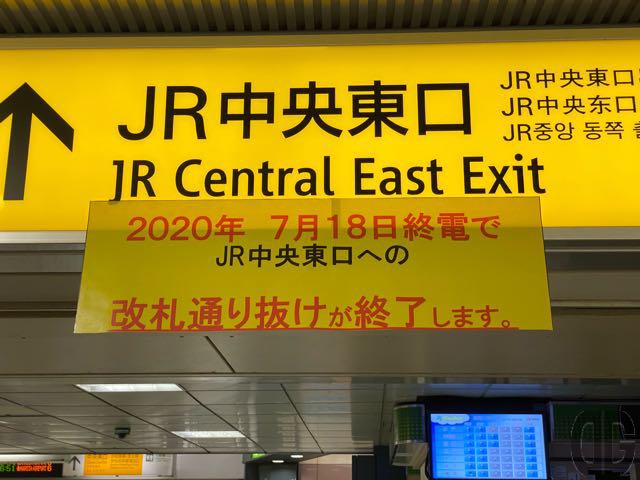 JR中央東口
JR Central East Exit
JR中央東口
JR中央东口
JR중앙 동쪽
2020年 7月18日終電で
JR中央東口への
改札通り抜けが終了します。
6:51